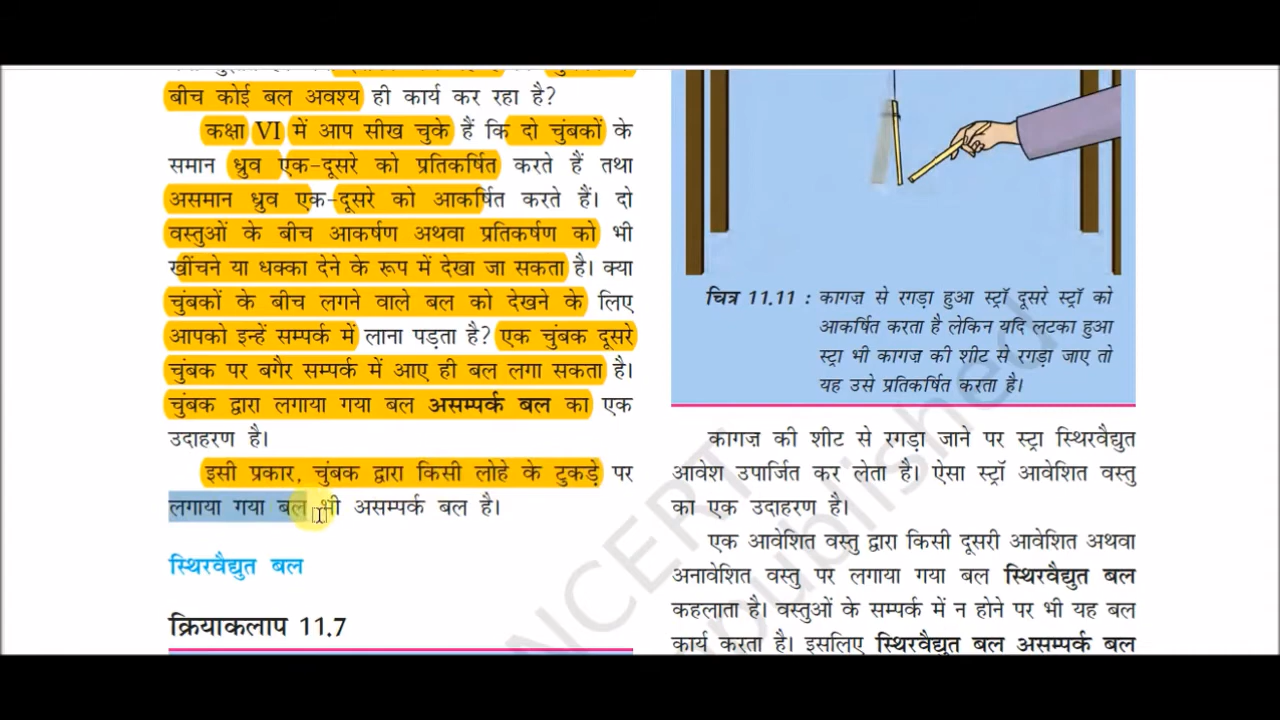 बीच कोई बल अवश्य ही कार्य कर रहा है?
कक्षा VI में आप सीख चुके हैं कि दो चुंबकों के
समान ध्रुव एक-दूसरे को प्रतिकर्षित करते हैं तथा
असमान ध्रुव एक-दूसरे को आकर्षित करते हैं। दो
वस्तुओं के बीच आकर्षण अथवा प्रतिकर्षण को भी
खींचने या धक्का देने के रूप में देखा जा सकता है। क्या
चुंबकों के बीच लगने वाले बल को देखने के लिए
आपको इन्हें सम्पर्क में लाना पड़ता है? एक चुंबक दूसरे
चुंबक पर बगैर सम्पर्क में आए ही बल लगा सकता है।
चुंबक द्वारा लगाया गया बल असम्पर्क बल का एक
उदाहरण है।
इसी प्रकार, चुंबक द्वारा किसी लोहे के टुकड़े पर
लगाया गया बल भी असम्पर्क बल है।
स्थिरवैद्युत बल
क्रियाकलाप 11.7
चित्र 11.11 : कागज़ से रगड़ा हुआ स्ट्रॉ दूसरे स्ट्रॉ को
आकर्षित करता है लेकिन यदि लटका हुआ
स्ट्रा भी कागज़ की शीट से रगड़ा जाए तो
यह उसे प्रतिकर्षित करता है।
कागज़ की शीट से रगड़ा जाने पर स्ट्रा स्थिरवैद्युत
आवेश उपार्जित कर लेता है। ऐसा स्ट्रॉ आवेशित वस्तु
का एक उदाहरण है।
एक आवेशित वस्तु द्वारा किसी दूसरी आवेशित अथवा
अनावेशित वस्तु पर लगाया गया बल स्थिरवैद्युत बल
कहलाता है। वस्तुओं के सम्पर्क में न होने पर भी यह बल
कार्य करता है। इसलिए स्थिरवैद्युत बल असम्पर्क बल
NCERT
published